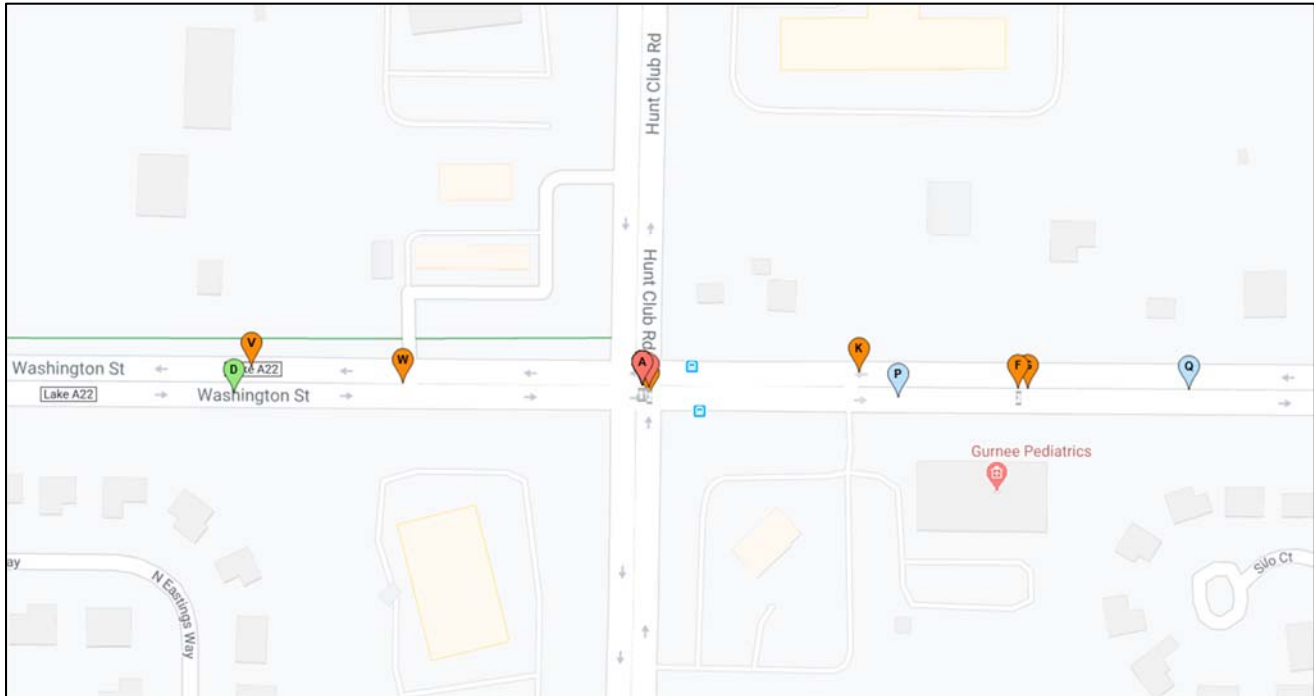 Hunt Club Rd
Hunt Club Rd
V
W
A
K
F
G
D
P
Q
Washington St
Lake A22
Lake A22
Washington St
Gurnee Pediatrics
N Eastings Way
Silo Ct
ay